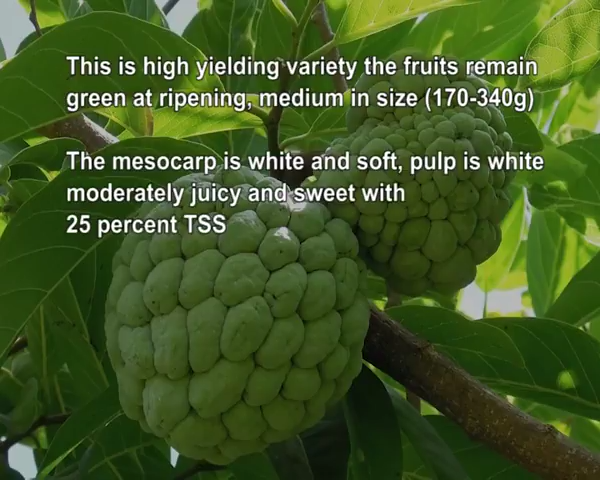 This is high yielding variety the fruits remain
green at ripening, medium in size (170-340g)
The mesocarp is white and soft, pulp is white
moderately juicy and sweet with
25 percent TSS